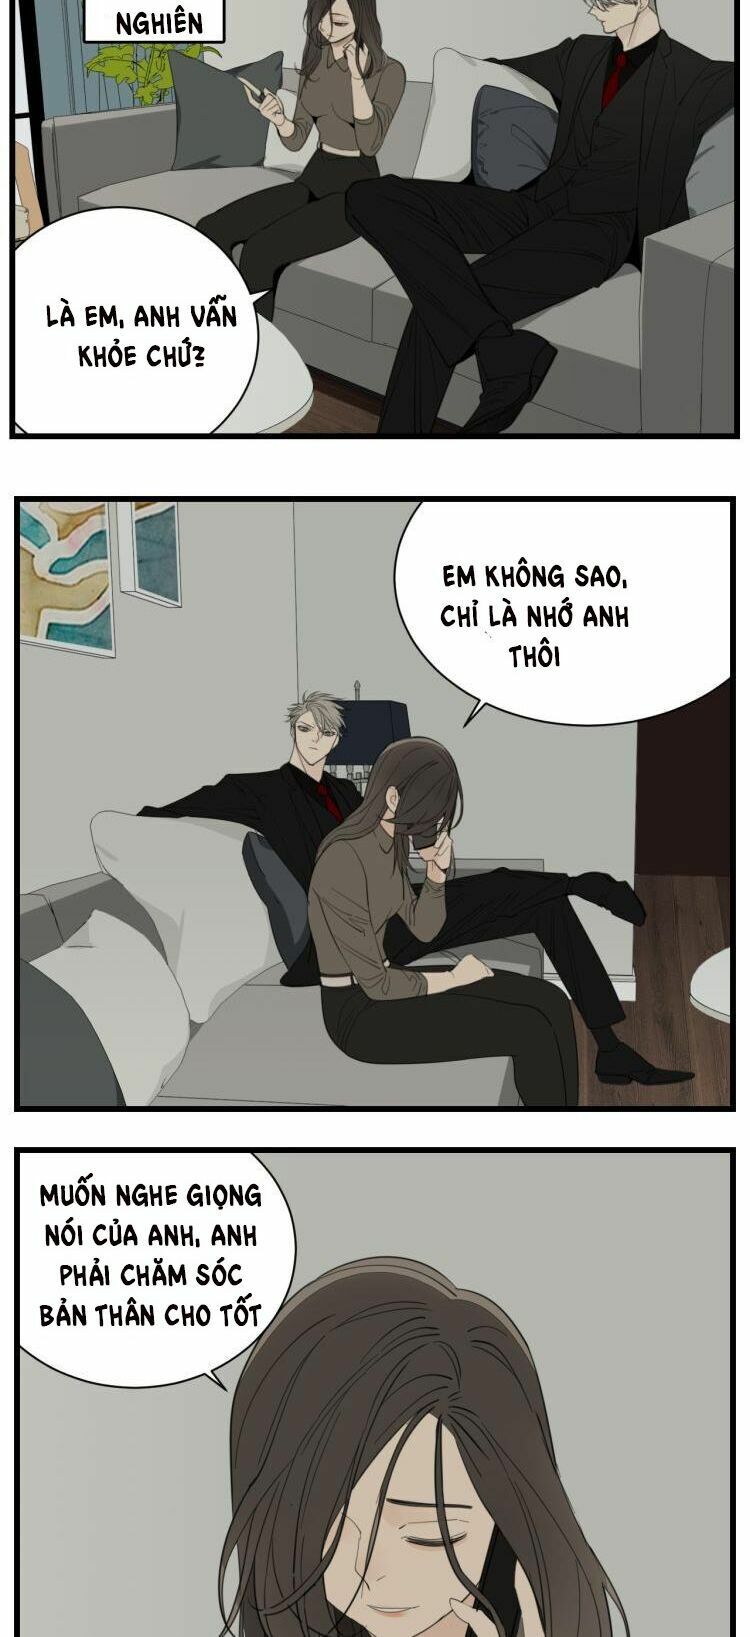 NGHIÊN
LÀ EM, ANH VẪN
KHỎE CHỨ?
EM KHÔNG SAO,
CHỈ LÀ NHỚ ANH
THÔI
MUỐN NGHE GIỌNG
NÓI CỦA ANH, ANH
PHẢI CHĂM SÓC
BẢN THÂN CHO TỐT